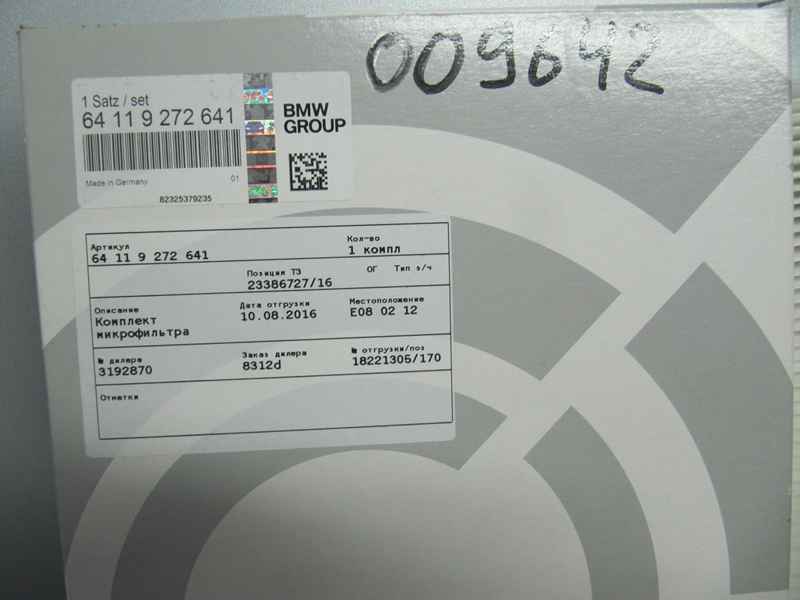 009642
1 Satz / set
64 11 9 272 641
BMW
GROUP
Made in Germany 01
82325379235
Артикул Кол-во
64 11 9 272 641 1 компл
Позиция ТЗ ОГ Тип з/ч
23386727/16
Описание Дата отгрузки Местоположение
Комплект 10.08.2016 E08 02 12
микрофильтра
№ дилера Заказ дилера № отгрузки/поз
3192870 8312d 18221305/170
Отметки